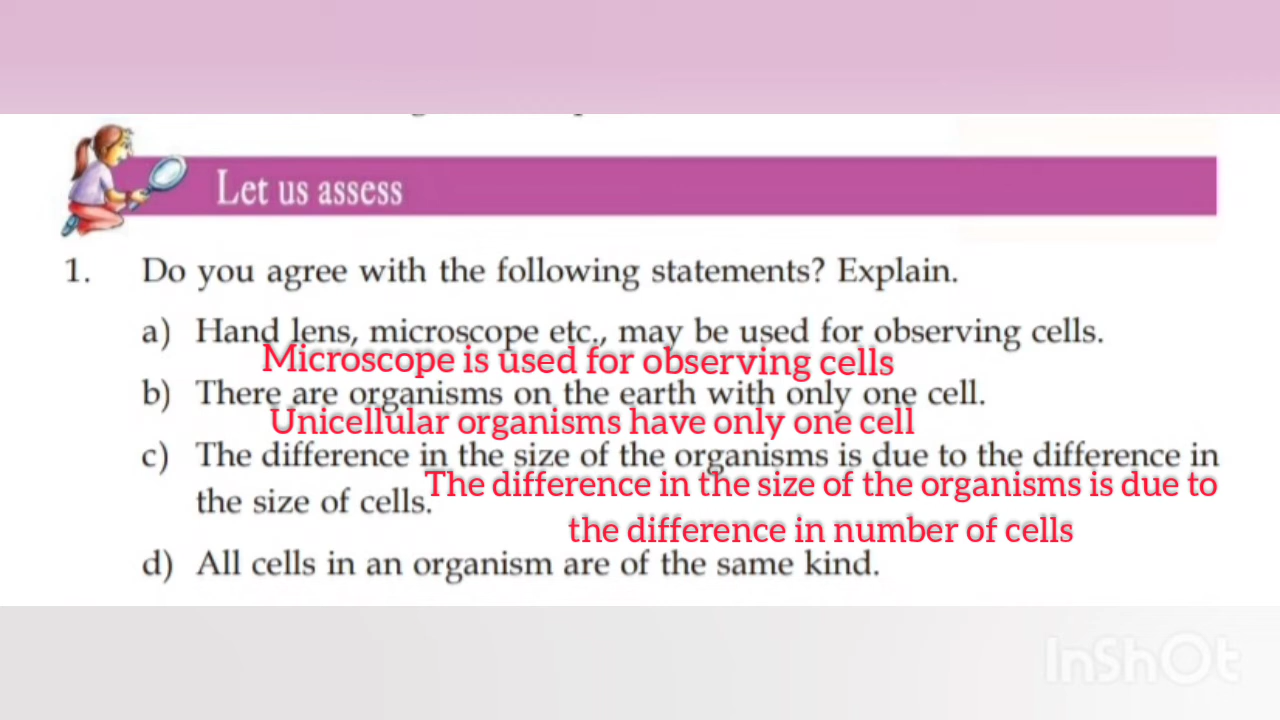 Let us assess
1. Do you agree with the following statements? Explain.
a) Hand lens, microscope etc., may be used for observing cells.
Microscope is used for observing cells
b) There are organisms on the earth with only one cell.
Unicellular organisms have only one cell
c) The difference in the size of the organisms is due to the difference in
the size of cells.
The difference in the size of the organisms is due to
the difference in number of cells
d) All cells in an organism are of the same kind.
InShOt